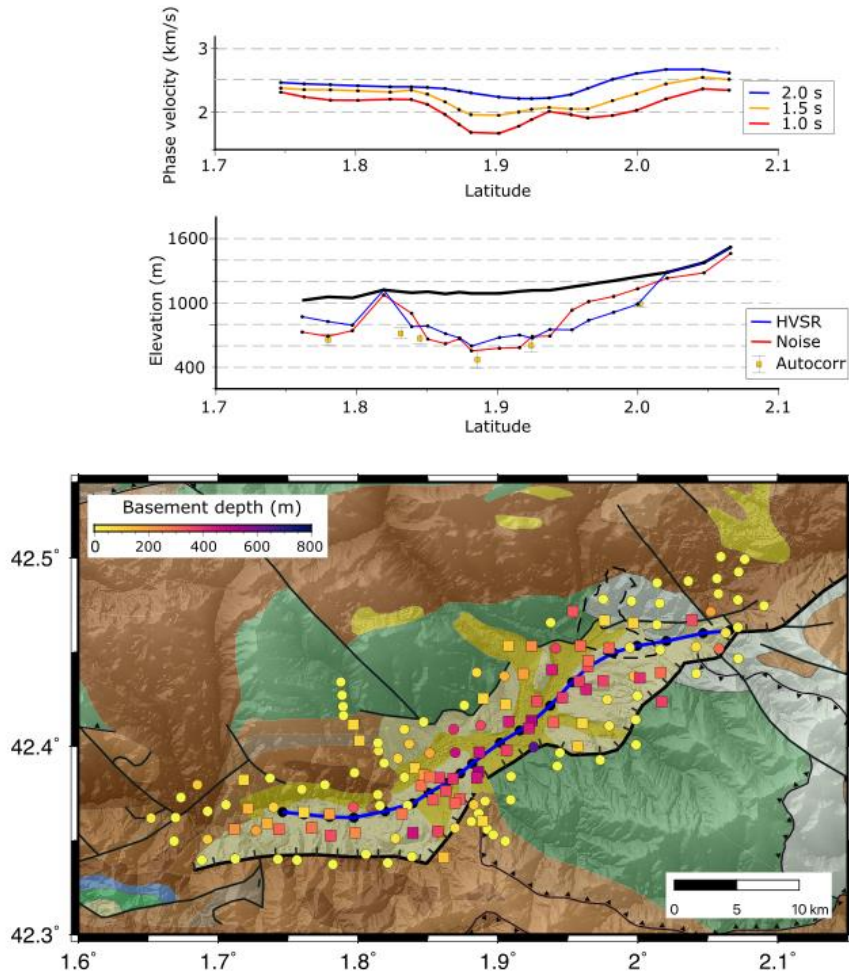 Phase velocity (km/s)
3
2
2.0 s
1.5 s
1.0 s
1.7 1.8 1.9 2.0 2.1
Latitude
Elevation (m)
1600
1000
400
HVSR
Noise
Autocorr
1.7 1.8 1.9 2.0 2.1
Latitude
Basement depth (m)
0 200 400 600 800
42.5°
42.4°
42.3°
0 5 10 km
1.6° 1.7° 1.8° 1.9° 2° 2.1°